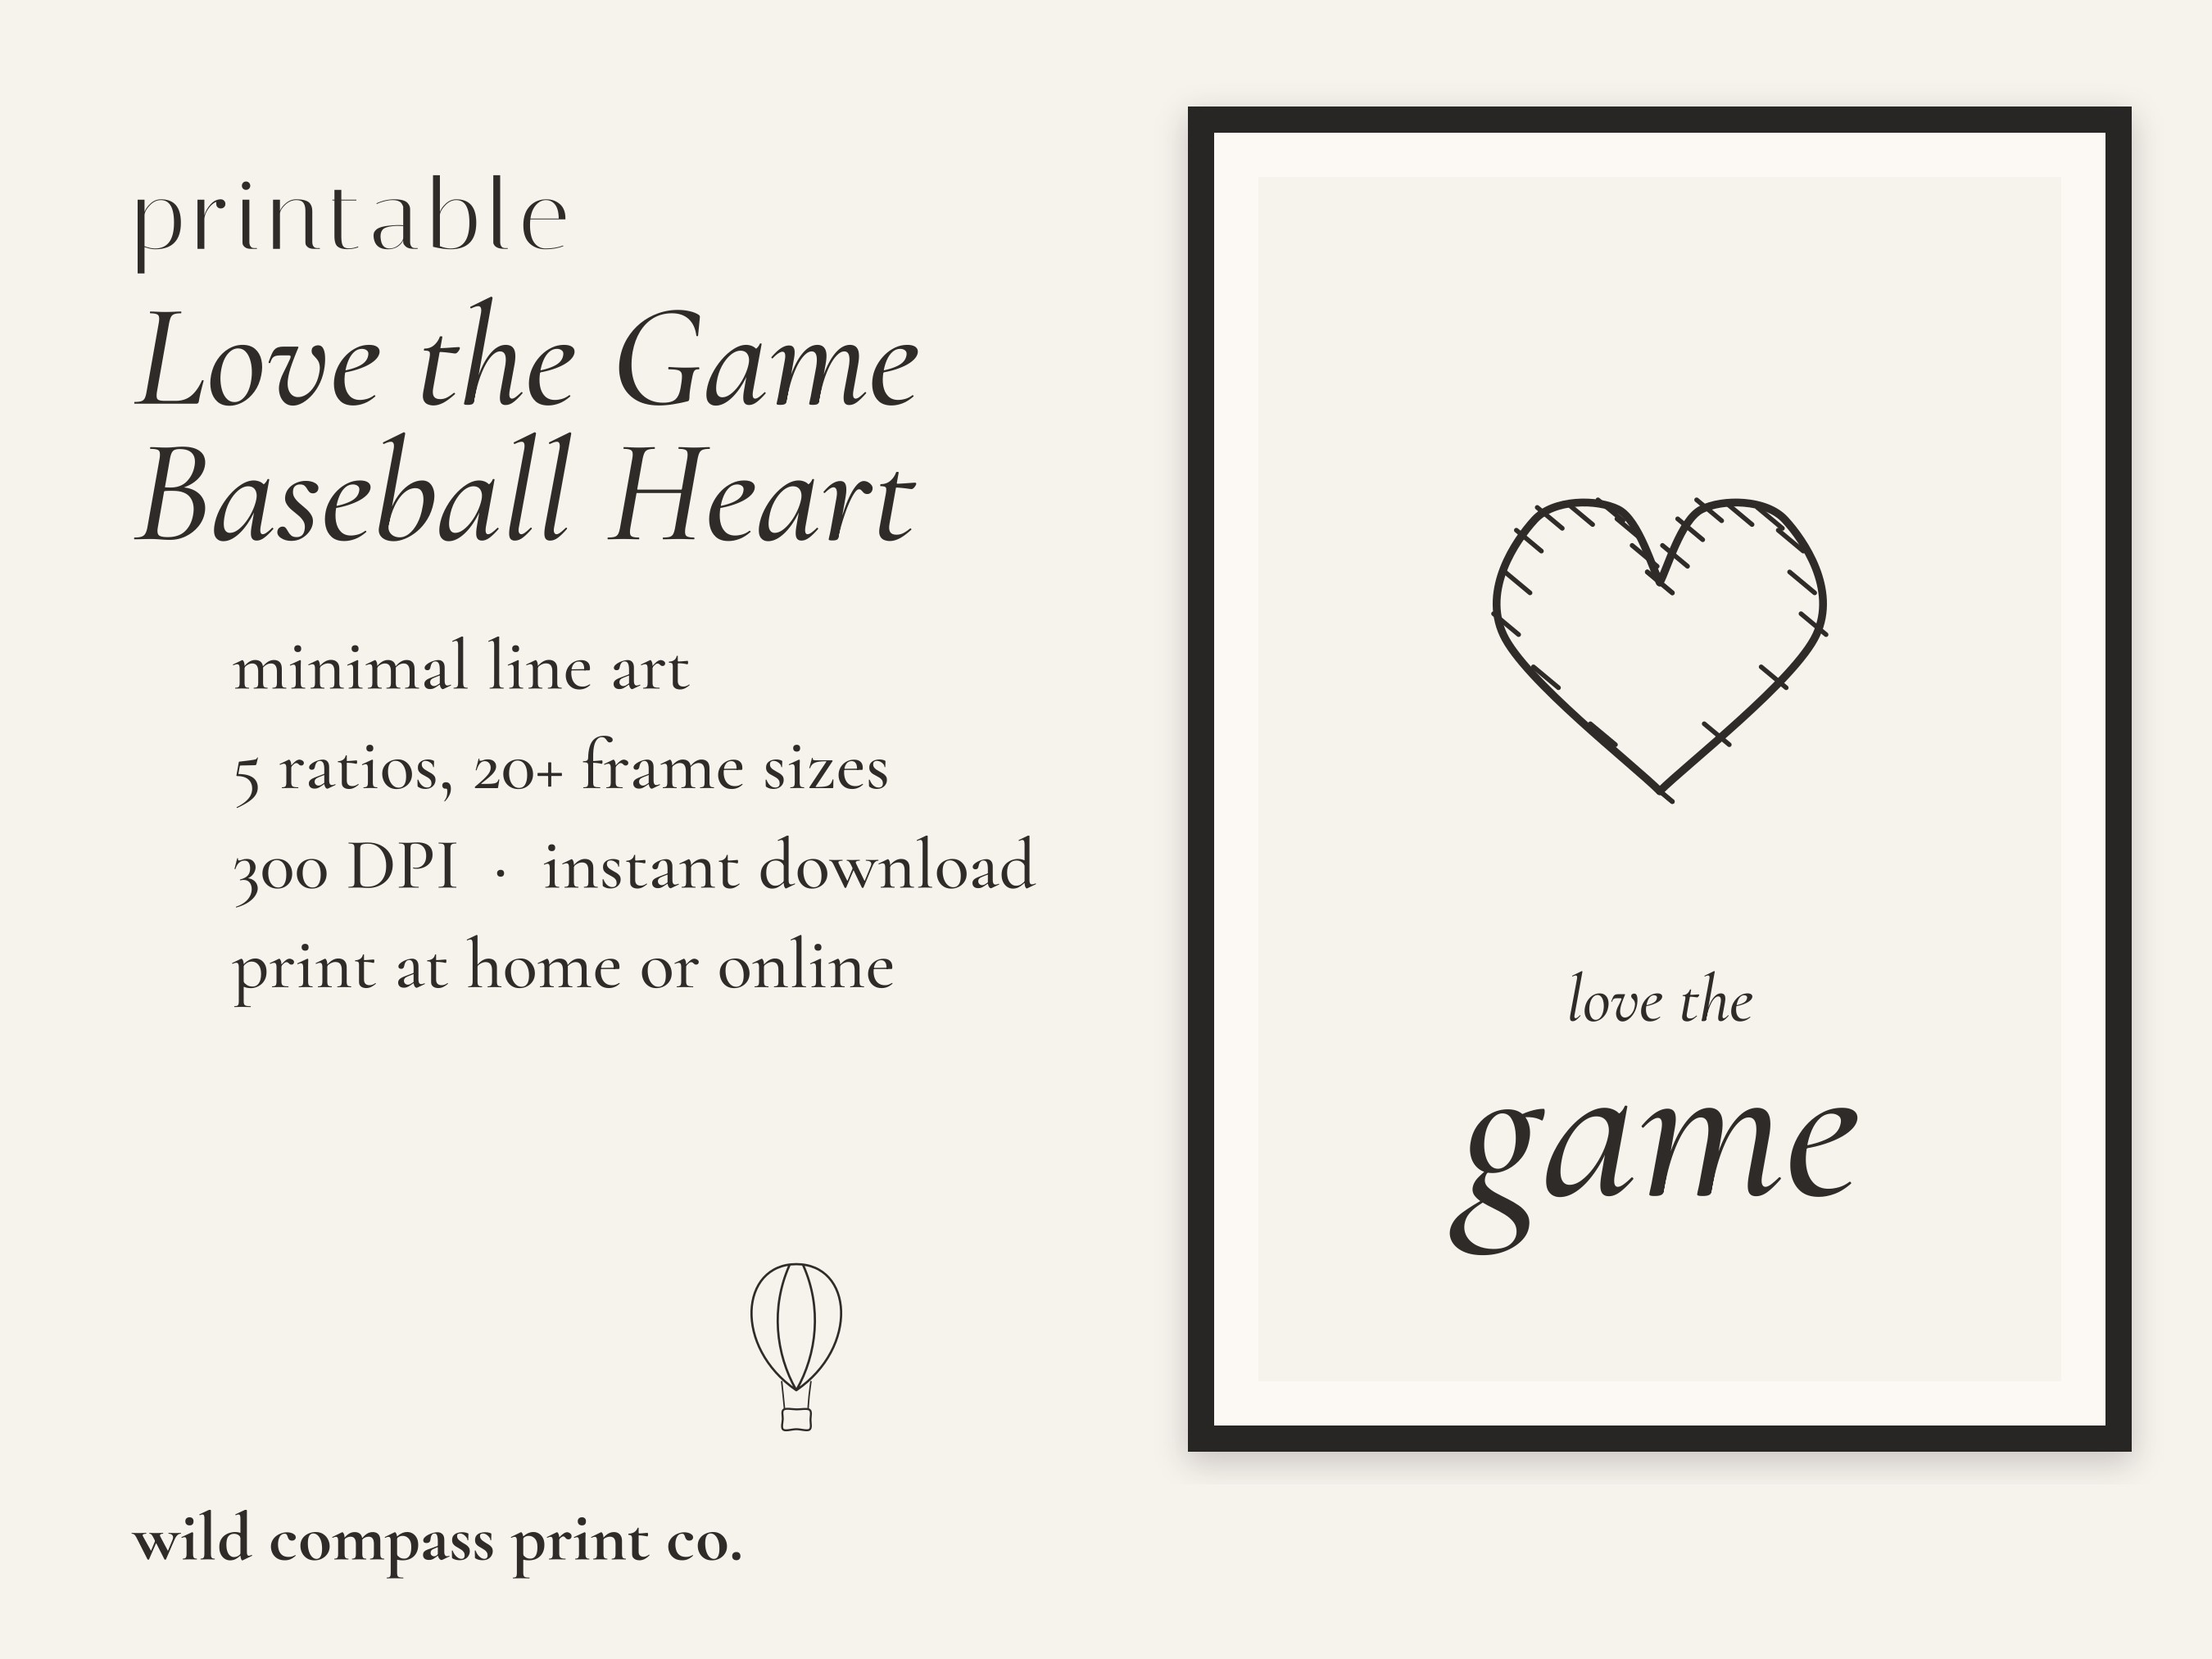 printable
Love the Game
Baseball Heart
minimal line art
5 ratios, 20+ frame sizes
300 DPI · instant download
print at home or online
wild compass print co.
love the
game